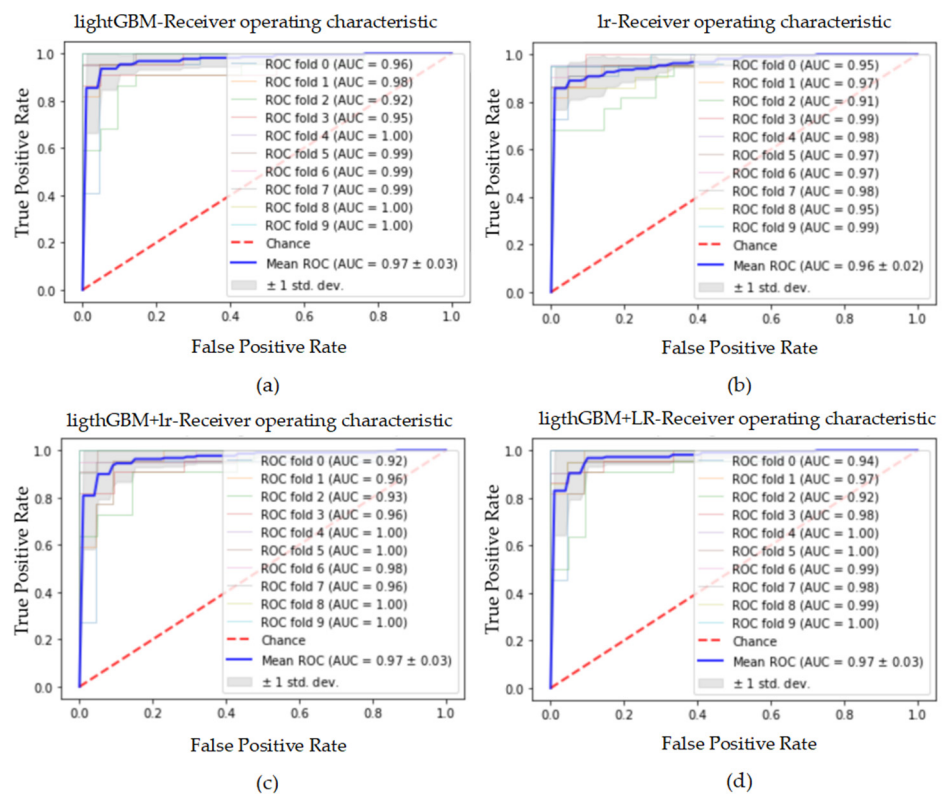 lightGBM-Receiver operating characteristic
1.0
0.8
0.6
0.4
0.2
0.0
True Positive Rate
ROC fold 0 (AUC = 0.96)
ROC fold 1 (AUC = 0.98)
ROC fold 2 (AUC = 0.92)
ROC fold 3 (AUC = 0.95)
ROC fold 4 (AUC = 1.00)
ROC fold 5 (AUC = 0.99)
ROC fold 6 (AUC = 0.99)
ROC fold 7 (AUC = 0.99)
ROC fold 8 (AUC = 1.00)
ROC fold 9 (AUC = 1.00)
Chance
Mean ROC (AUC = 0.97 ± 0.03)
± 1 std. dev.
0.0 0.2 0.4 0.6 0.8 1.0
False Positive Rate
(a)
lr-Receiver operating characteristic
1.0
0.8
0.6
0.4
0.2
0.0
True Positive Rate
ROC fold 0 (AUC = 0.95)
ROC fold 1 (AUC = 0.97)
ROC fold 2 (AUC = 0.91)
ROC fold 3 (AUC = 0.99)
ROC fold 4 (AUC = 0.98)
ROC fold 5 (AUC = 0.97)
ROC fold 6 (AUC = 0.97)
ROC fold 7 (AUC = 0.98)
ROC fold 8 (AUC = 0.95)
ROC fold 9 (AUC = 0.99)
Chance
Mean ROC (AUC = 0.96 ± 0.02)
± 1 std. dev.
0.0 0.2 0.4 0.6 0.8 1.0
False Positive Rate
(b)
ligthGBM+lr-Receiver operating characteristic
1.0
0.8
0.6
0.4
0.2
0.0
True Positive Rate
ROC fold 0 (AUC = 0.92)
ROC fold 1 (AUC = 0.96)
ROC fold 2 (AUC = 0.93)
ROC fold 3 (AUC = 0.96)
ROC fold 4 (AUC = 1.00)
ROC fold 5 (AUC = 1.00)
ROC fold 6 (AUC = 0.98)
ROC fold 7 (AUC = 0.96)
ROC fold 8 (AUC = 1.00)
ROC fold 9 (AUC = 1.00)
Chance
Mean ROC (AUC = 0.97 ± 0.03)
± 1 std. dev.
0.0 0.2 0.4 0.6 0.8 1.0
False Positive Rate
(c)
ligthGBM+LR-Receiver operating characteristic
1.0
0.8
0.6
0.4
0.2
0.0
True Positive Rate
ROC fold 0 (AUC = 0.94)
ROC fold 1 (AUC = 0.97)
ROC fold 2 (AUC = 0.92)
ROC fold 3 (AUC = 0.98)
ROC fold 4 (AUC = 1.00)
ROC fold 5 (AUC = 1.00)
ROC fold 6 (AUC = 0.99)
ROC fold 7 (AUC = 0.98)
ROC fold 8 (AUC = 0.99)
ROC fold 9 (AUC = 1.00)
Chance
Mean ROC (AUC = 0.97 ± 0.03)
± 1 std. dev.
0.0 0.2 0.4 0.6 0.8 1.0
False Positive Rate
(d)